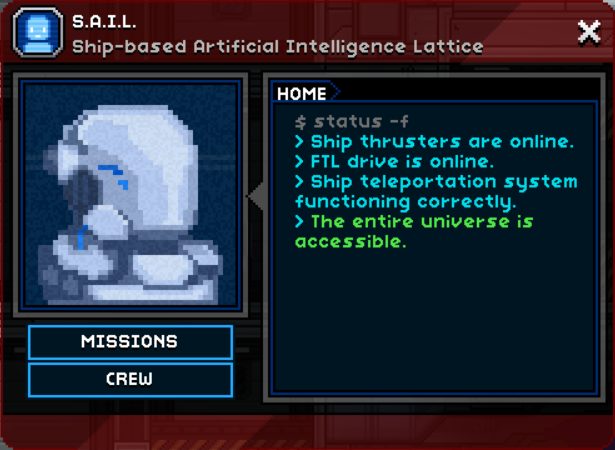 S.A.I.L.
Ship-based Artificial Intelligence Lattice
HOME
$ status -f
> Ship thrusters are online.
> FTL drive is online.
> Ship teleportation system
functioning correctly.
> The entire universe is
accessible.
MISSIONS
CREW